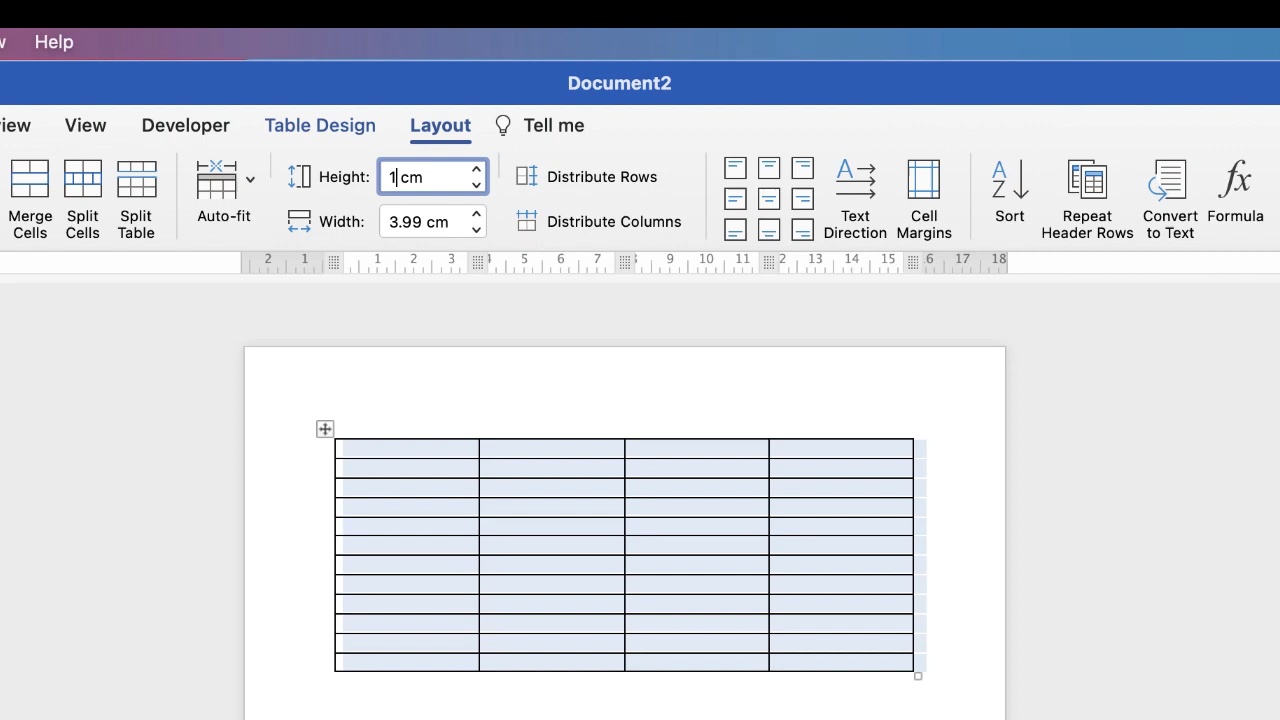 Help
Document2
View
Developer
Table Design
Layout
Tell me
Height:
1 cm
Distribute Rows
Width:
3.99 cm
Distribute Columns
Merge
Cells
Split
Cells
Split
Table
Auto-fit
Text
Direction
Cell
Margins
A
Z
Sort
Repeat
Header Rows
Convert
to Text
fx
Formula
2 1 1 2 3 5 6 7 9 10 11 13 14 15 17 18